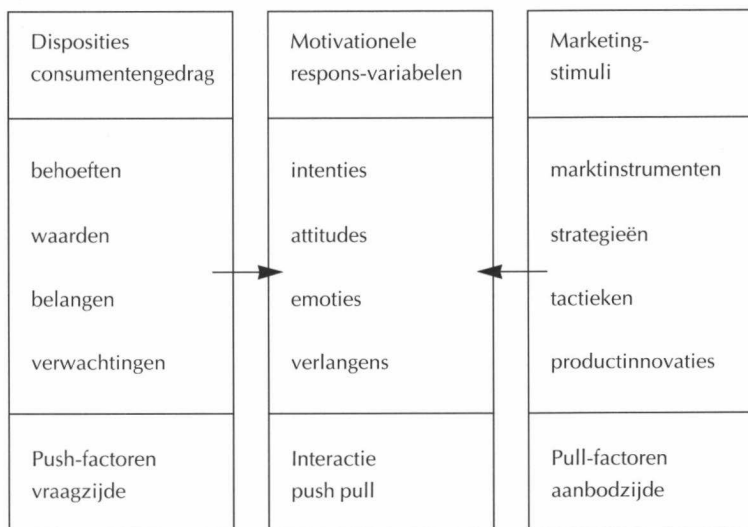 Disposities
consumentengedrag
behoeften
waarden
belangen
verwachtingen
Push-factoren
vraagzijde
Motivationele
respons-variabelen
intenties
attitudes
emoties
verlangens
Interactie
push pull
Marketing-
stimuli
marktinstrumenten
strategieën
tactieken
productinnovaties
Pull-factoren
aanbodzijde